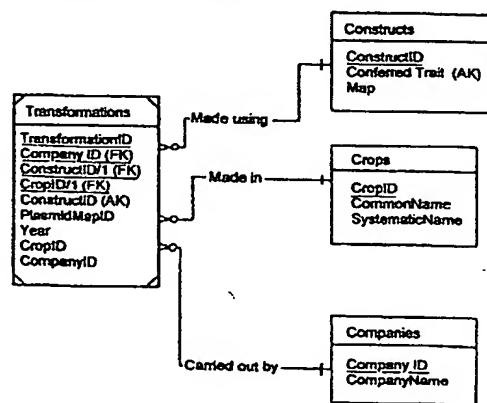 Constructs
ConstructID
Conferred Trait (AK)
Map
Transformations
TransformationID
Company ID (FK)
ConstructID/1 (FK)
CropID/1 (FK)
ConstructID (AK)
PlasmidMapID
Year
CropID
CompanyID
Made using
Crops
CropID
CommonName
SystematicName
Made in
Companies
Company ID
CompanyName
Carried out by